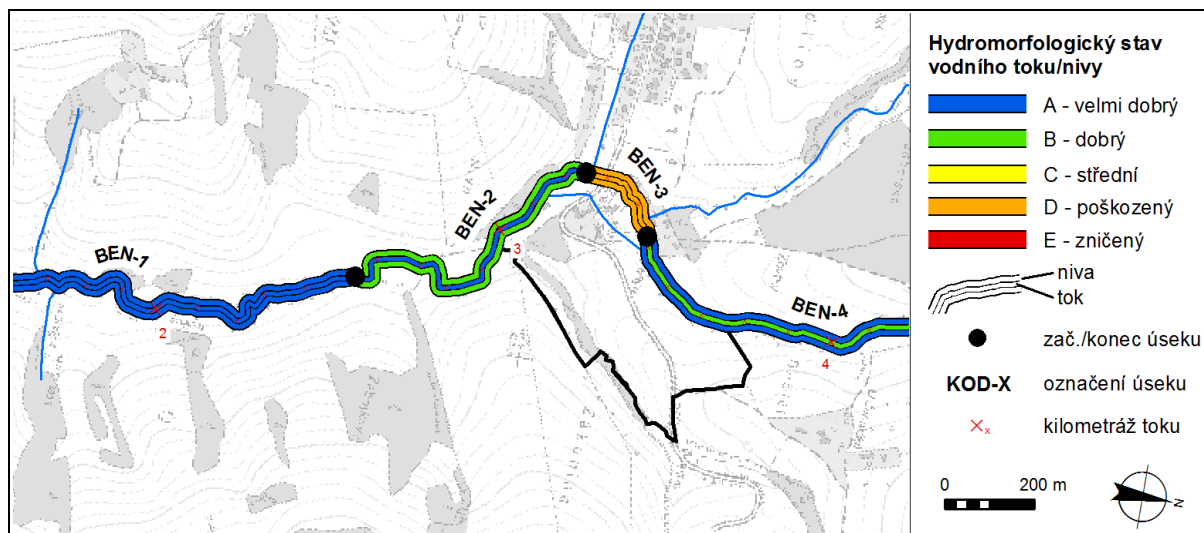 BEN-1
2
BEN-2
3
BEN-3
BEN-4
4
Hydromorfologický stav
vodního toku/nivy
A - velmi dobrý
B - dobrý
C - střední
D - poškozený
E - zničený
niva
tok
zač./konec úseku
KOD-X označení úseku
x kilometráž toku
0 200 m
N